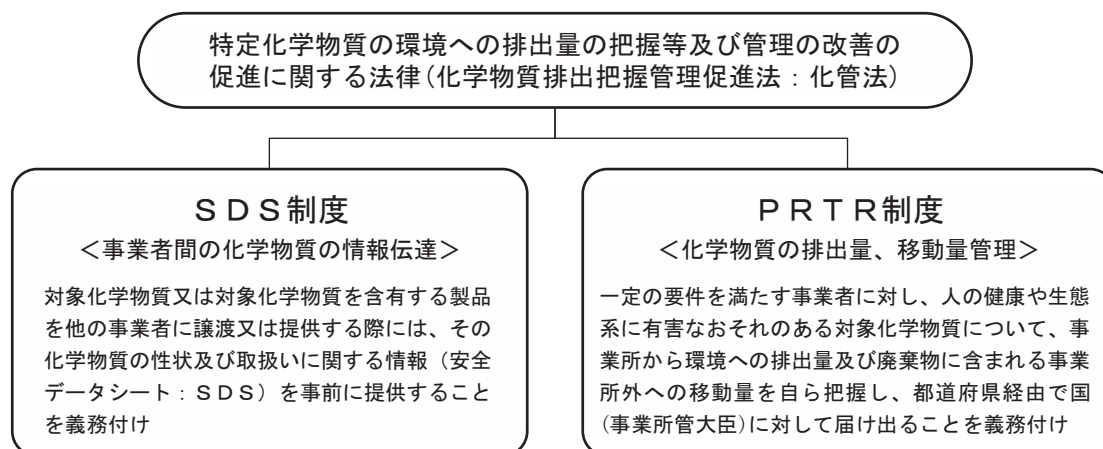 特定化学物質の環境への排出量の把握等及び管理の改善の
促進に関する法律（化学物質排出把握管理促進法：化管法）
ＳＤＳ制度
＜事業者間の化学物質の情報伝達＞
対象化学物質又は対象化学物質を含有する製品
を他の事業者に譲渡又は提供する際には、その
化学物質の性状及び取扱いに関する情報（安全
データシート：ＳＤＳ）を事前に提供すること
を義務付け
ＰＲＴＲ制度
＜化学物質の排出量、移動量管理＞
一定の要件を満たす事業者に対し、人の健康や生態
系に有害なおそれのある対象化学物質について、事
業所から環境への排出量及び廃棄物に含まれる事業
所外への移動量を自ら把握し、都道府県経由で国
（事業所管大臣）に対して届け出ることを義務付け